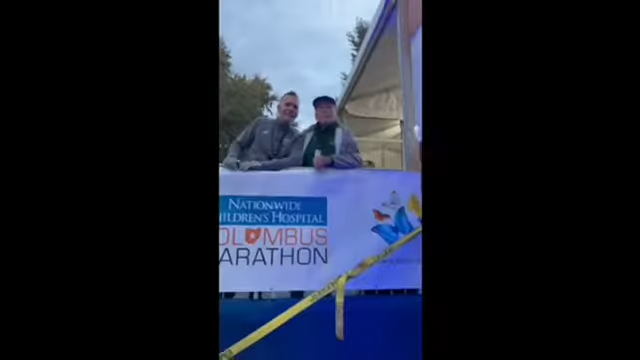 NATIONWIDE
CHILDREN'S HOSPITAL
OLUMBUS
ARATHON